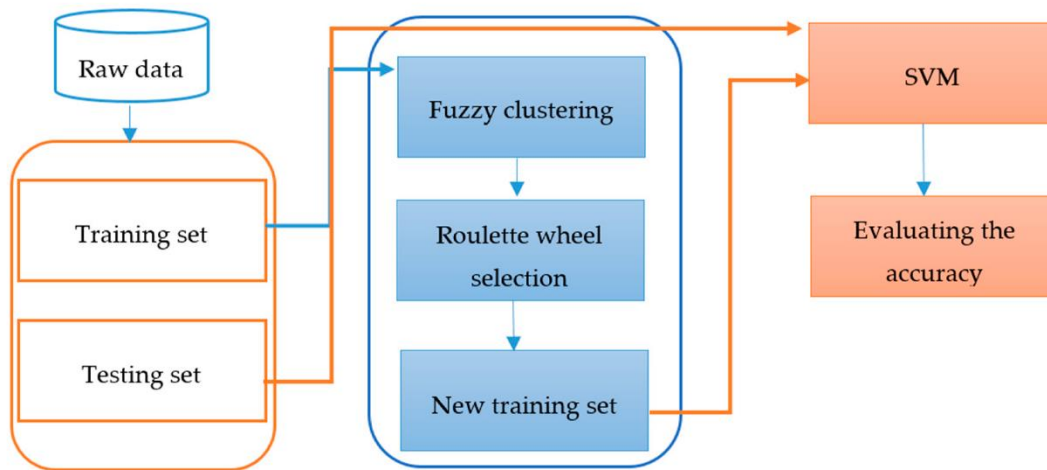 Raw data
Training set
Testing set
Fuzzy clustering
Roulette wheel
selection
New training set
SVM
Evaluating the
accuracy